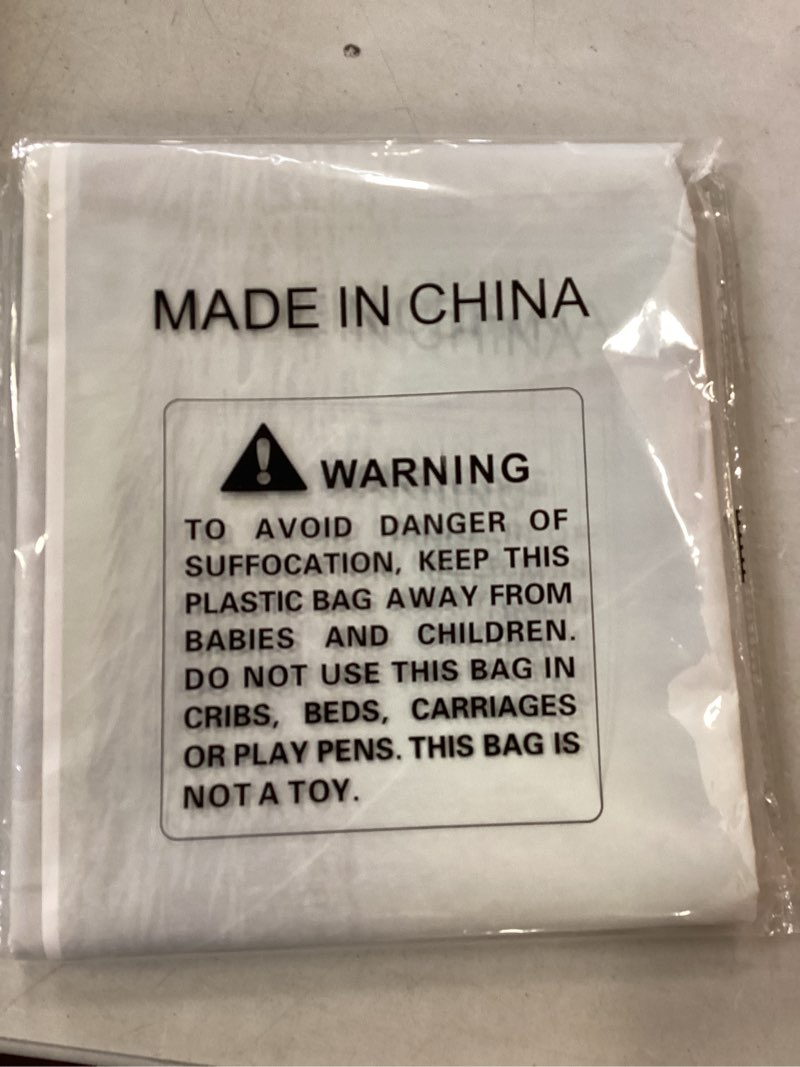 MADE IN CHINA
WARNING
TO AVOID DANGER OF
SUFFOCATION, KEEP THIS
PLASTIC BAG AWAY FROM
BABIES AND CHILDREN.
DO NOT USE THIS BAG IN
CRIBS, BEDS, CARRIAGES
OR PLAY PENS. THIS BAG IS
NOT A TOY.